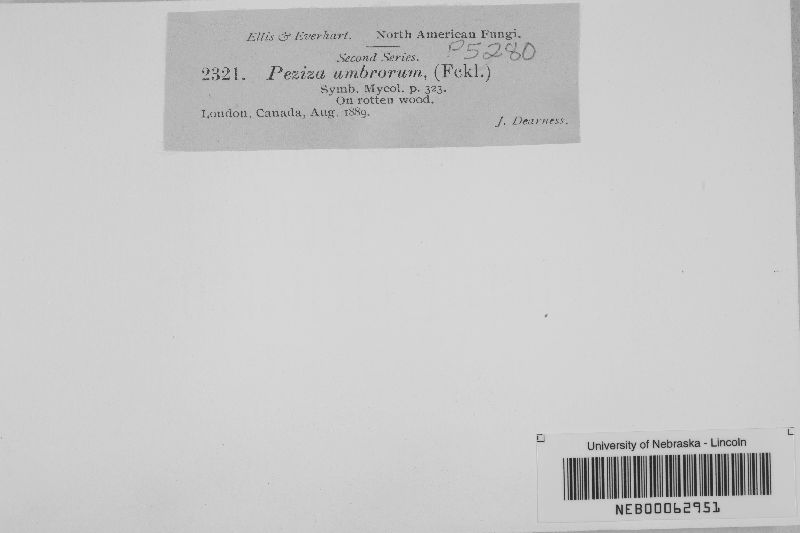 Ellis & Everhart. North American Fungi.
P5280
Second Series.
2321. Peziza umbrorum, (Fckl.)
Symb. Mycol. p. 323.
On rotten wood.
London, Canada, Aug. 1889.
J. Dearness.
University of Nebraska - Lincoln
NEB00062951